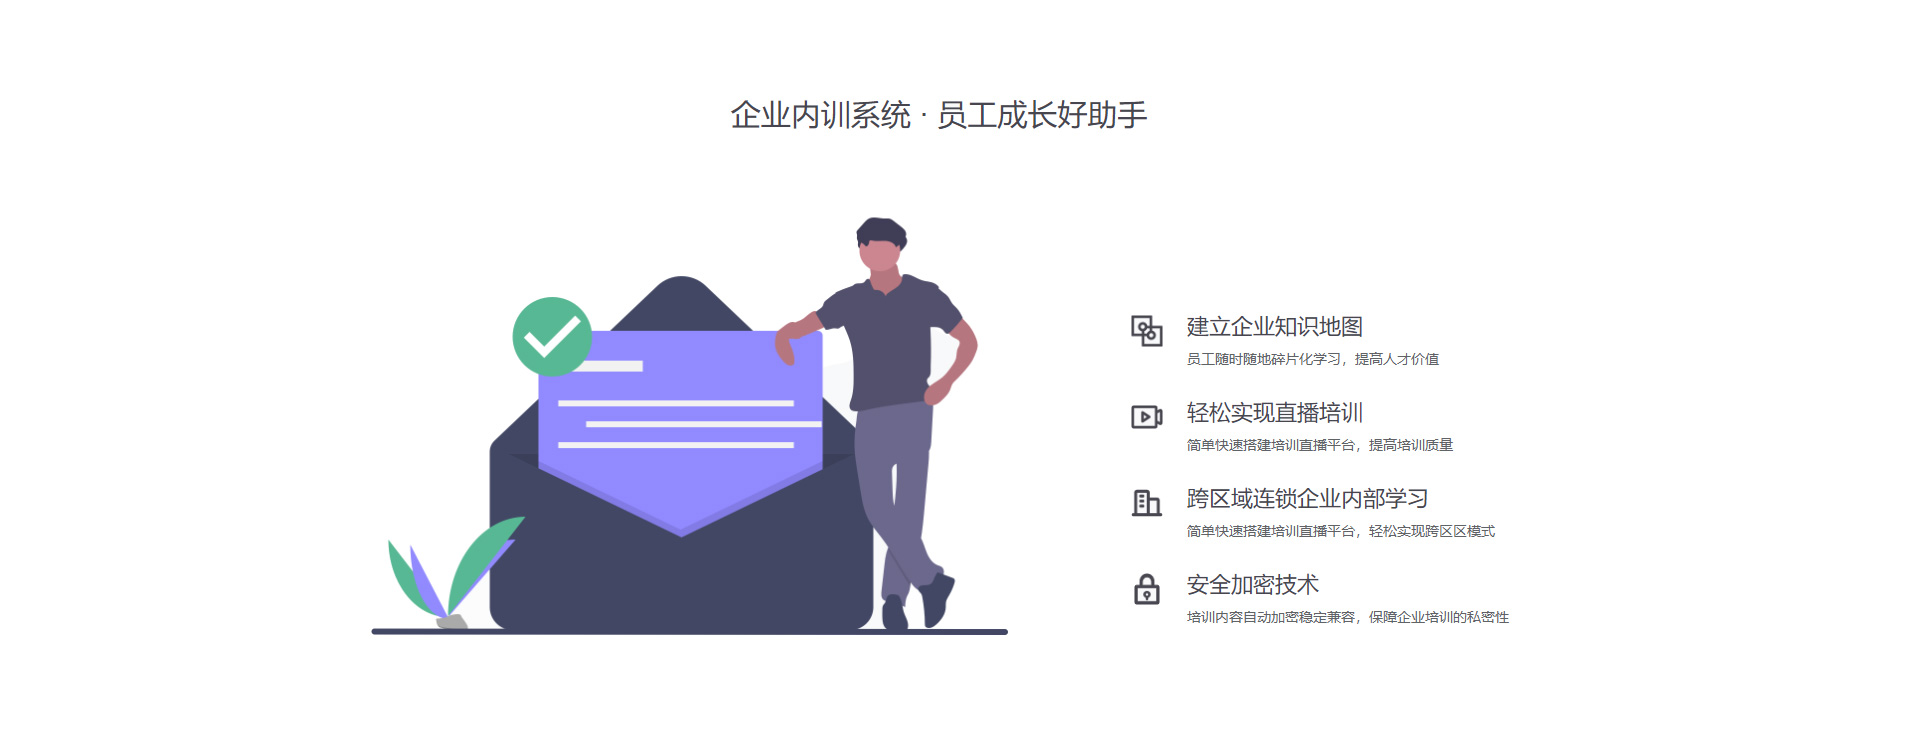 企业内训系统 · 员工成长好助手
建立企业知识地图
员工随时随地碎片化学习，提高人才价值
轻松实现直播培训
简单快速搭建培训直播平台，提高培训质量
跨区域连锁企业内部学习
简单快速搭建培训直播平台，轻松实现跨区区模式
安全加密技术
培训内容自动加密稳定兼容，保障企业培训的私密性